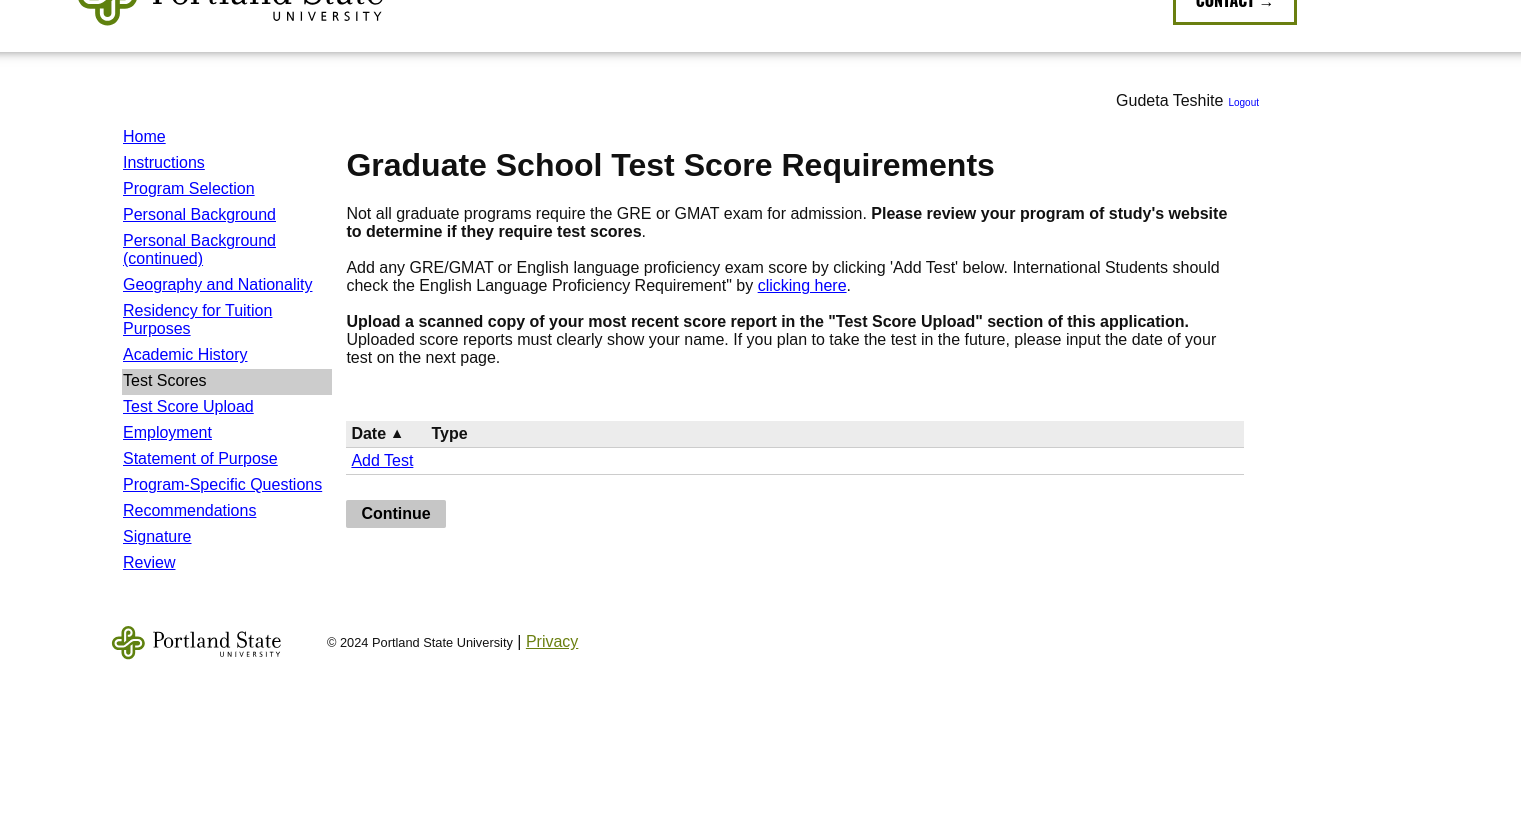 Portland State
UNIVERSITY
CONTACT →
Gudeta Teshite Logout
Home
Instructions
Program Selection
Personal Background
Personal Background
(continued)
Geography and Nationality
Residency for Tuition
Purposes
Academic History
Test Scores
Test Score Upload
Employment
Statement of Purpose
Program-Specific Questions
Recommendations
Signature
Review
Graduate School Test Score Requirements
Not all graduate programs require the GRE or GMAT exam for admission. Please review your program of study's website
to determine if they require test scores.
Add any GRE/GMAT or English language proficiency exam score by clicking 'Add Test' below. International Students should
check the English Language Proficiency Requirement" by clicking here.
Upload a scanned copy of your most recent score report in the "Test Score Upload" section of this application.
Uploaded score reports must clearly show your name. If you plan to take the test in the future, please input the date of your
test on the next page.
Date ▲ Type
Add Test
Continue
Portland State
UNIVERSITY
© 2024 Portland State University | Privacy